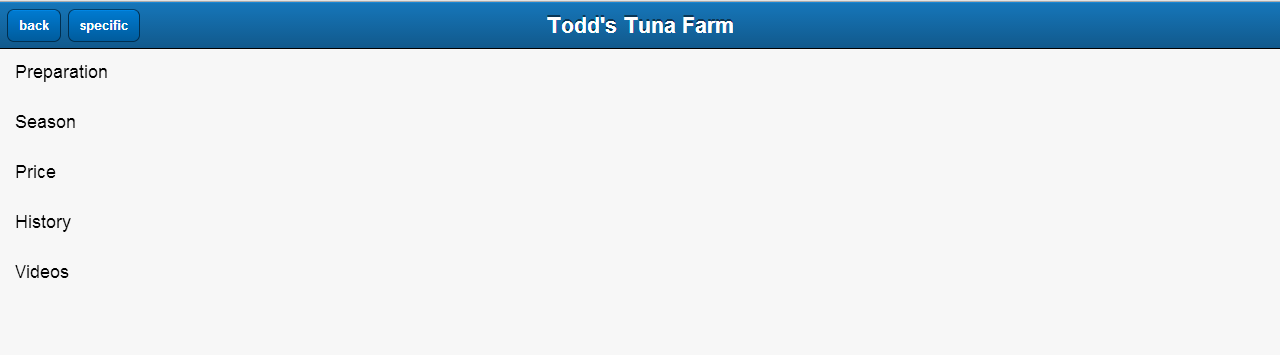 back specific Todd's Tuna Farm
Preparation
Season
Price
History
Videos